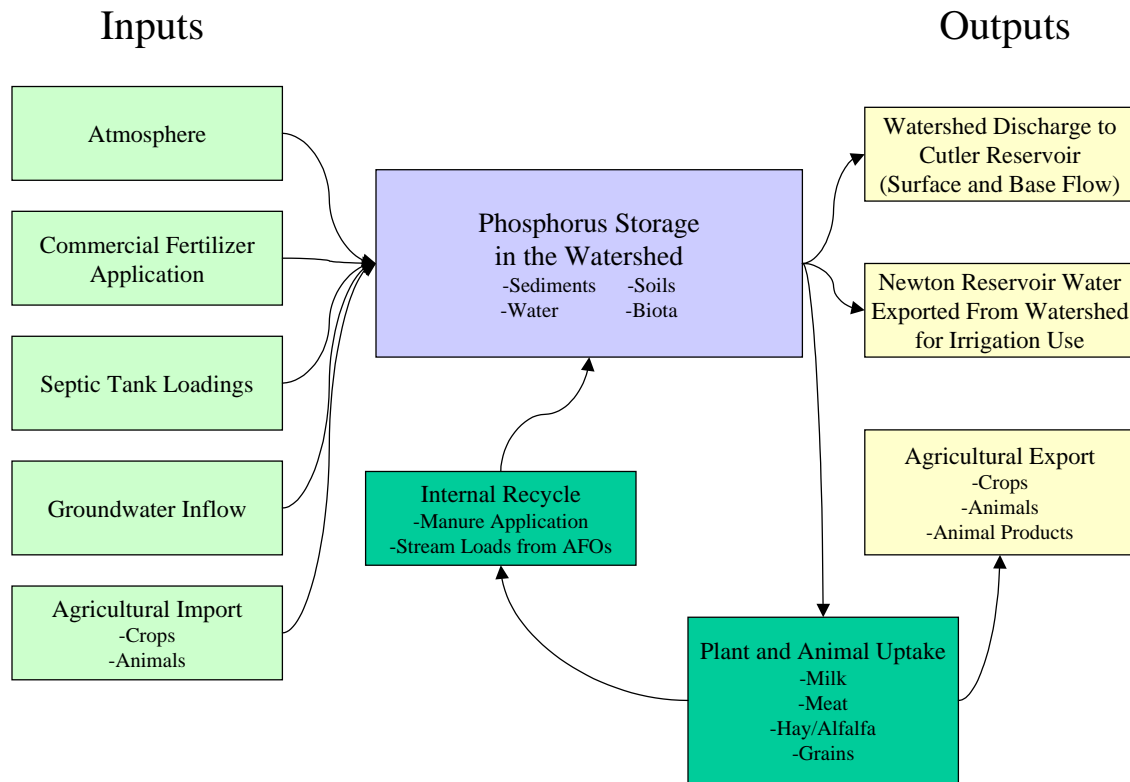 Inputs
Outputs
Atmosphere
Commercial Fertilizer
Application
Septic Tank Loadings
Groundwater Inflow
Agricultural Import
-Crops
-Animals
Phosphorus Storage
in the Watershed
-Sediments -Soils
-Water -Biota
Internal Recycle
-Manure Application
-Stream Loads from AFOs
Plant and Animal Uptake
-Milk
-Meat
-Hay/Alfalfa
-Grains
Watershed Discharge to
Cutler Reservoir
(Surface and Base Flow)
Newton Reservoir Water
Exported From Watershed
for Irrigation Use
Agricultural Export
-Crops
-Animals
-Animal Products